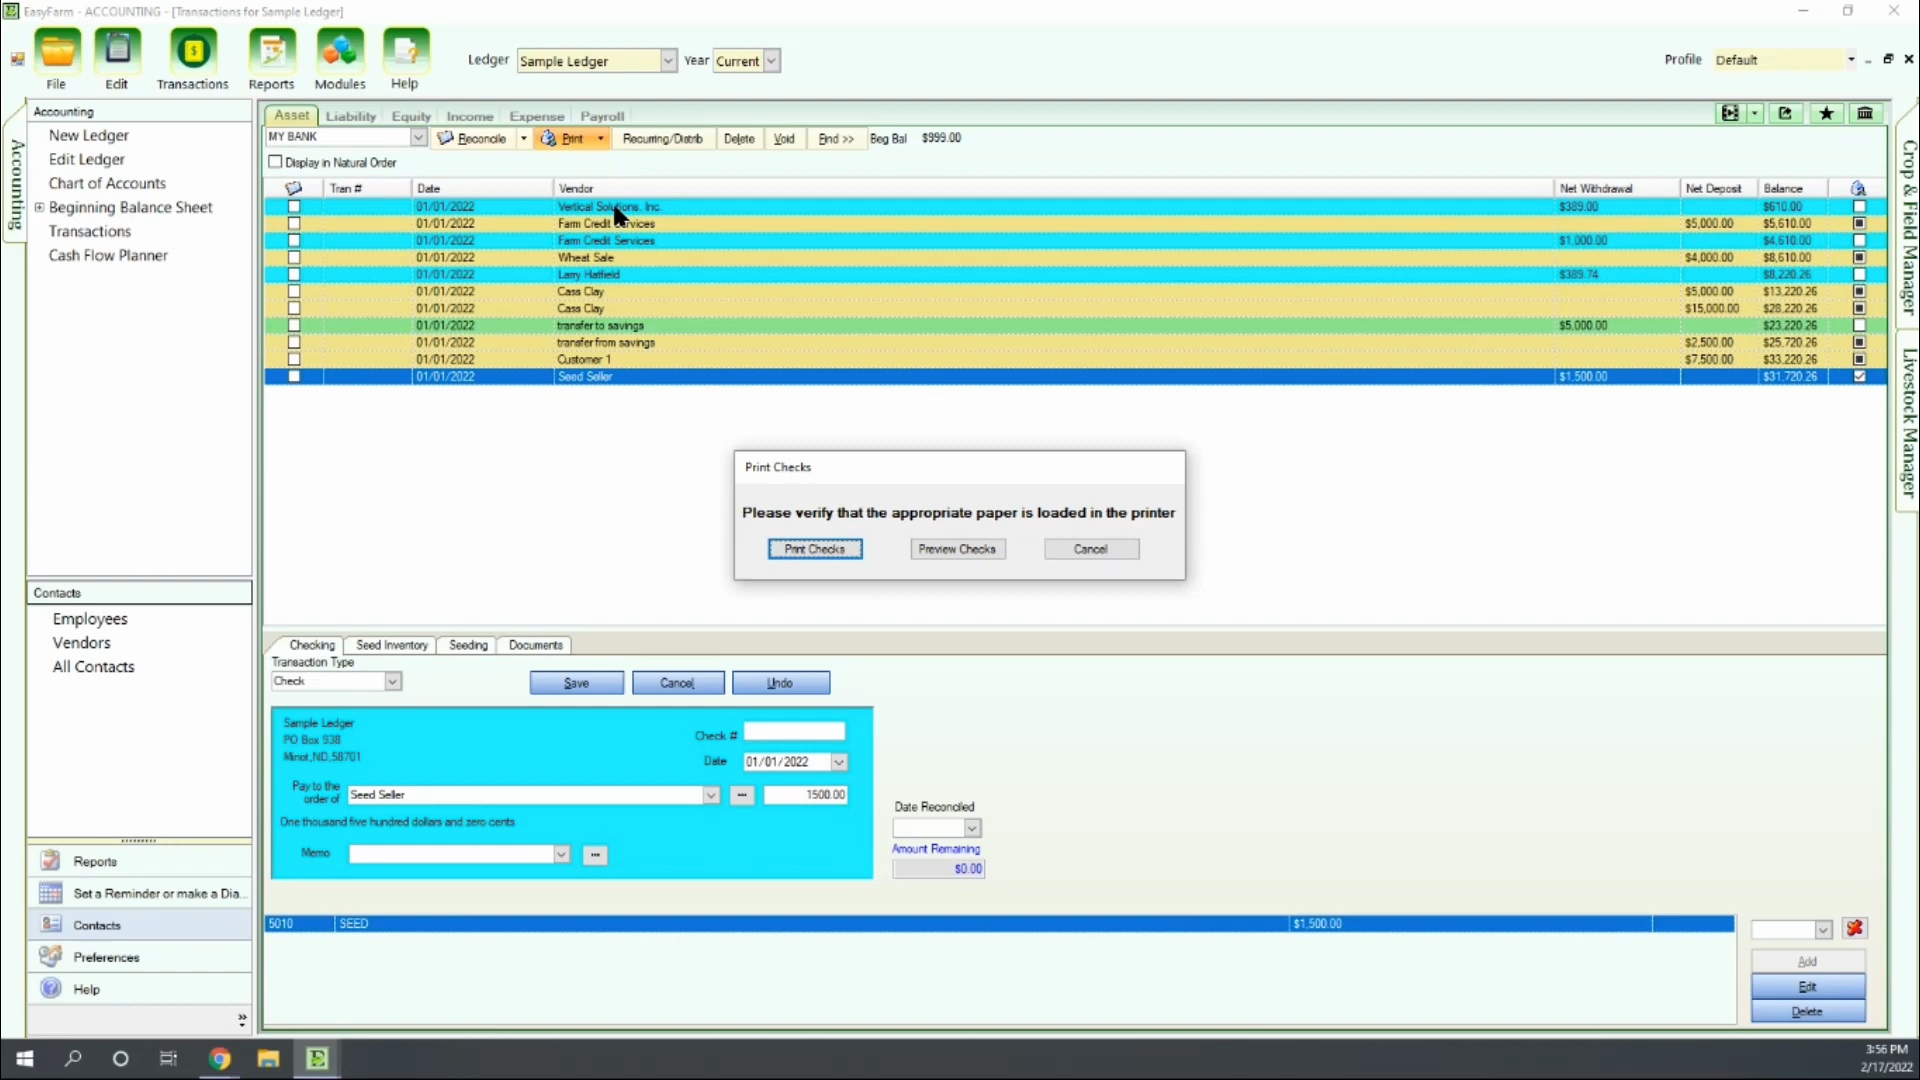 EasyFarm - ACCOUNTING - [Transactions for Sample Ledger]
File
Edit
Transactions
Reports
Modules
Help
Ledger
Sample Ledger
Year
Current
Profile
Default
Accounting
Accounting
New Ledger
Edit Ledger
Chart of Accounts
Beginning Balance Sheet
Transactions
Cash Flow Planner
Contacts
Employees
Vendors
All Contacts
Reports
Set a Reminder or make a Dia...
Contacts
Preferences
Help
Asset
Liability
Equity
Income
Expense
Payroll
MY BANK
Reconcile
Print
Recurring/Distrib
Delete
Void
Find >>
Beg Bal
$999.00
Display in Natural Order
Tran # Date Vendor Net Withdrawal Net Deposit Balance
01/01/2022 Vertical Solutions, Inc. $389.00 $610.00
01/01/2022 Farm Credit Services $5,000.00 $5,610.00
01/01/2022 Farm Credit Services $1,000.00 $4,610.00
01/01/2022 Wheat Sale $4,000.00 $8,610.00
01/01/2022 Larry Hatfield $389.74 $8,220.26
01/01/2022 Cass Clay $5,000.00 $13,220.26
01/01/2022 Cass Clay $15,000.00 $28,220.26
01/01/2022 transfer to savings $5,000.00 $23,220.26
01/01/2022 transfer from savings $2,500.00 $25,720.26
01/01/2022 Customer 1 $7,500.00 $33,220.26
01/01/2022 Seed Seller $1,500.00 $31,720.26
Print Checks
Please verify that the appropriate paper is loaded in the printer
Print Checks
Preview Checks
Cancel
Checking
Seed Inventory
Seeding
Documents
Transaction Type
Check
Save
Cancel
Undo
Sample Ledger
PO Box 938
Minot,ND,58701
Check #
Date 01/01/2022
Pay to the
order of
Seed Seller
...
1500.00
One thousand five hundred dollars and zero cents
Memo
...
Date Reconciled
Amount Remaining
$0.00
5010 SEED $1,500.00
Add
Edit
Delete
Crop & Field Manager
Livestock Manager
3:56 PM
2/17/2022